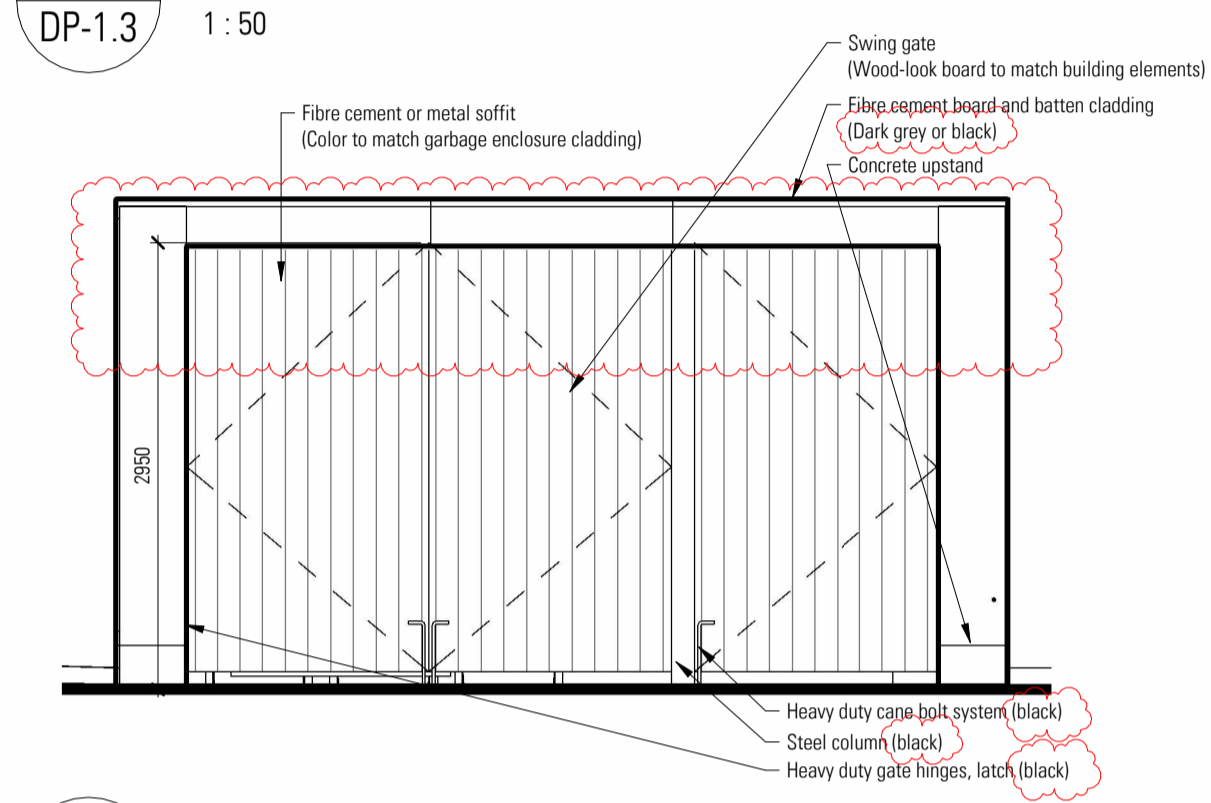 DP-1.3
1 : 50
Swing gate
(Wood-look board to match building elements)
Fibre cement board and batten cladding
(Dark grey or black)
Concrete upstand
Fibre cement or metal soffit
(Color to match garbage enclosure cladding)
2950
Heavy duty cane bolt system (black)
Steel column (black)
Heavy duty gate hinges, latch (black)